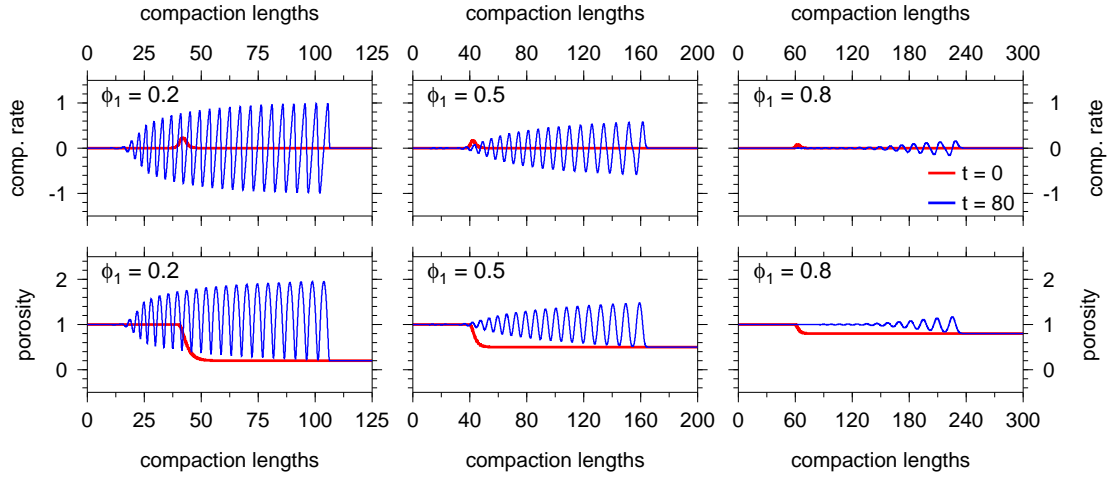 compaction lengths compaction lengths compaction lengths
0 25 50 75 100 125 0 40 80 120 160 200 0 60 120 180 240 300
comp. rate
1
0
-1
ϕ1 = 0.2
ϕ1 = 0.5
ϕ1 = 0.8
t = 0
t = 80
1
0
-1
comp. rate
porosity
2
1
0
ϕ1 = 0.2
ϕ1 = 0.5
ϕ1 = 0.8
2
1
0
porosity
0 25 50 75 100 125 0 40 80 120 160 200 0 60 120 180 240 300
compaction lengths compaction lengths compaction lengths